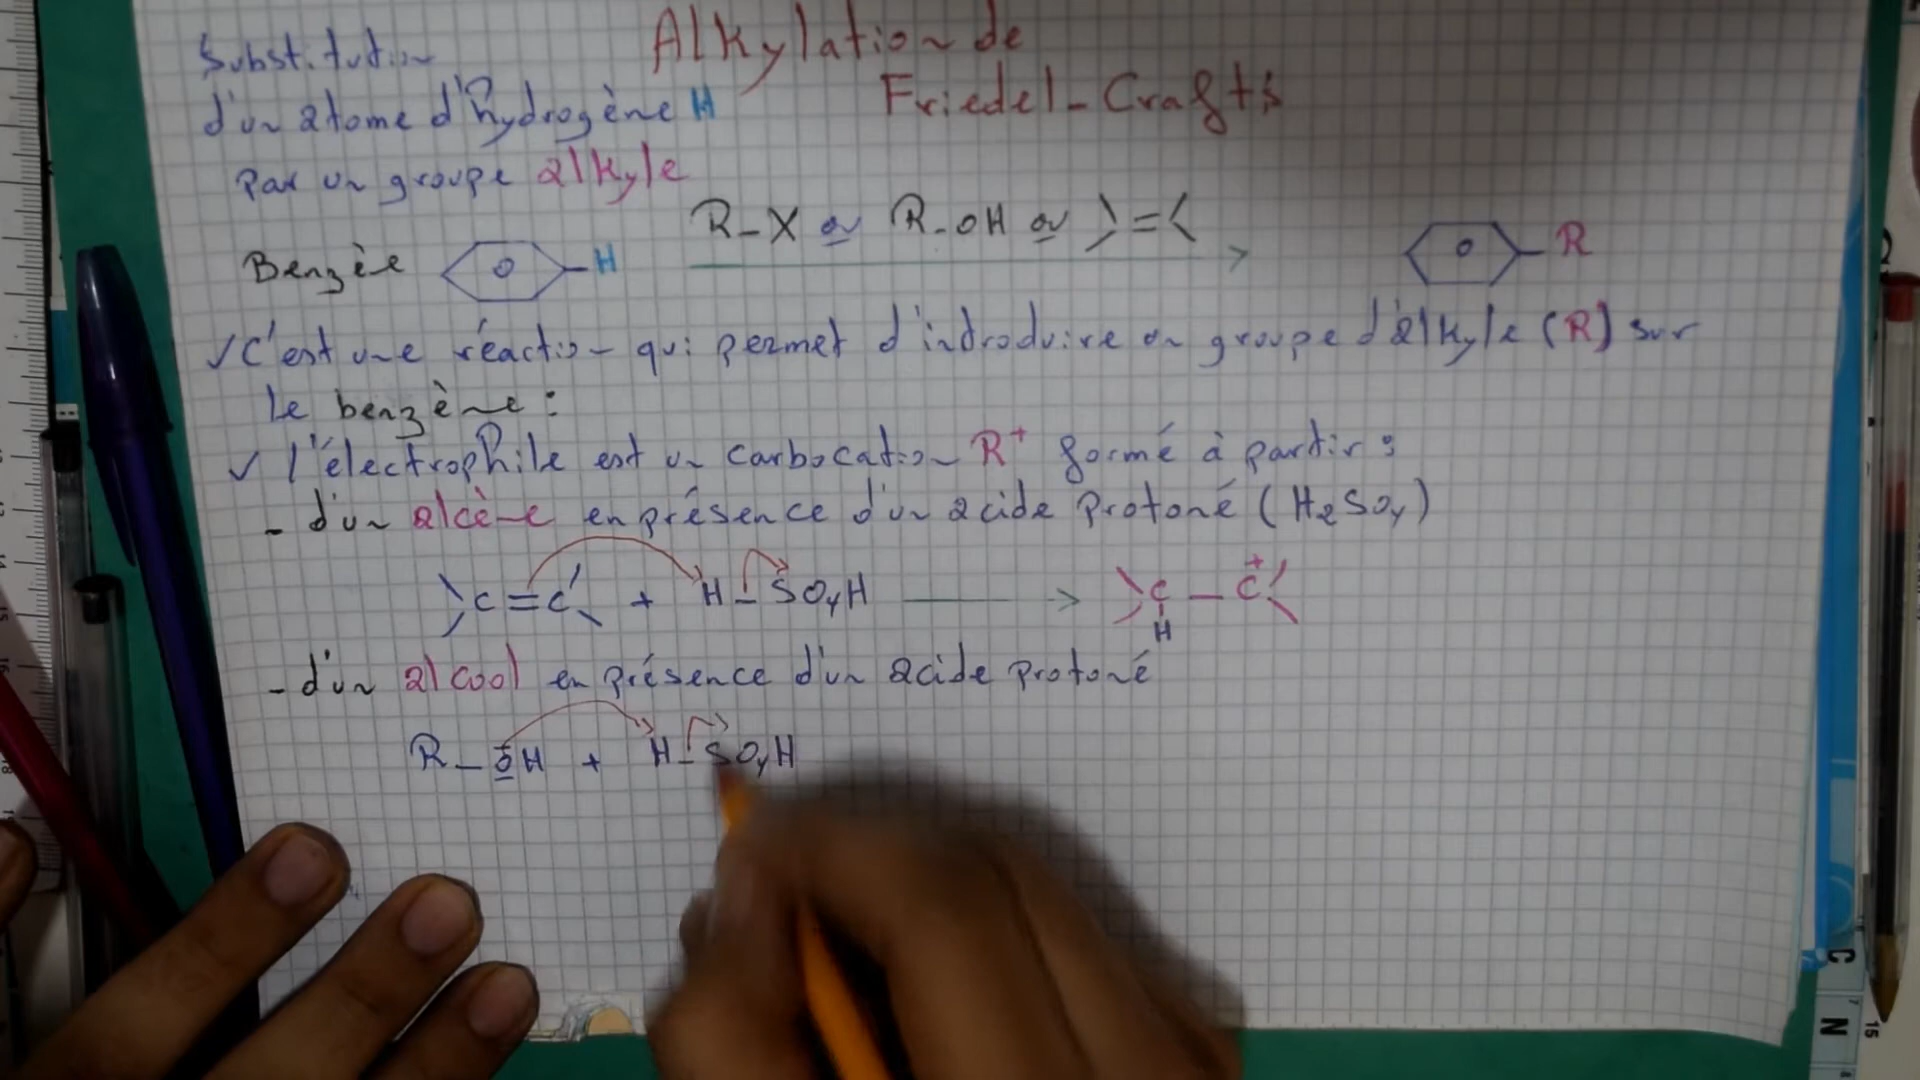 Alkylation de
Friedel-Crafts
Substitution
d'un atome d'hydrogène H
par un groupe alkyle
R-X ou R-OH ou >=<
Benzène -H -R
✓ C'est une réaction qui permet d'introduire un groupe d'alkyle (R) sur
le benzène :
✓ l'électrophile est un carbocation R+ formé à partir :
- d'un alcène en présence d'un acide protoné (H2SO4)
>C=C< + H-SO4H → >C-C+<
H
- d'un alcool en présence d'un acide protoné
R-OH + H-SO4H
C
N
15